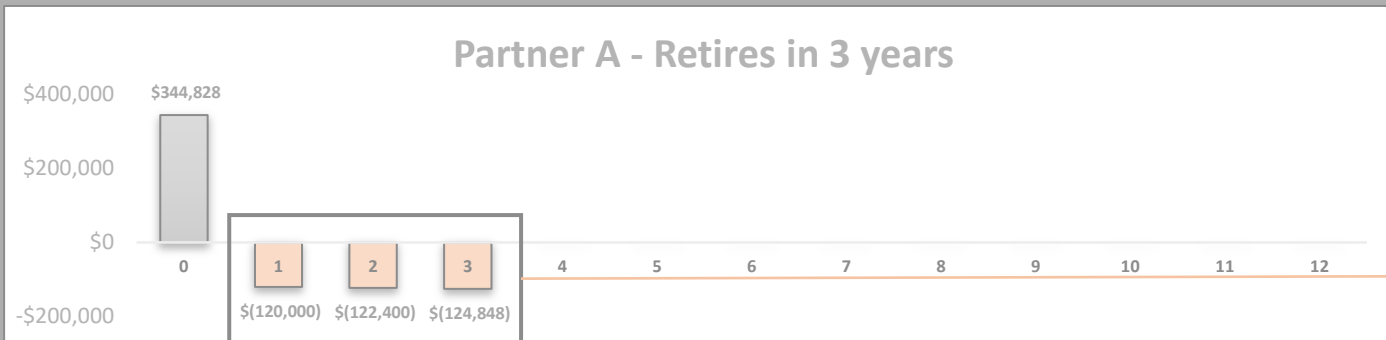 Partner A - Retires in 3 years
$400,000
$344,828
$200,000
$0
0 1 2 3 4 5 6 7 8 9 10 11 12
-$200,000
$(120,000) $(122,400) $(124,848)